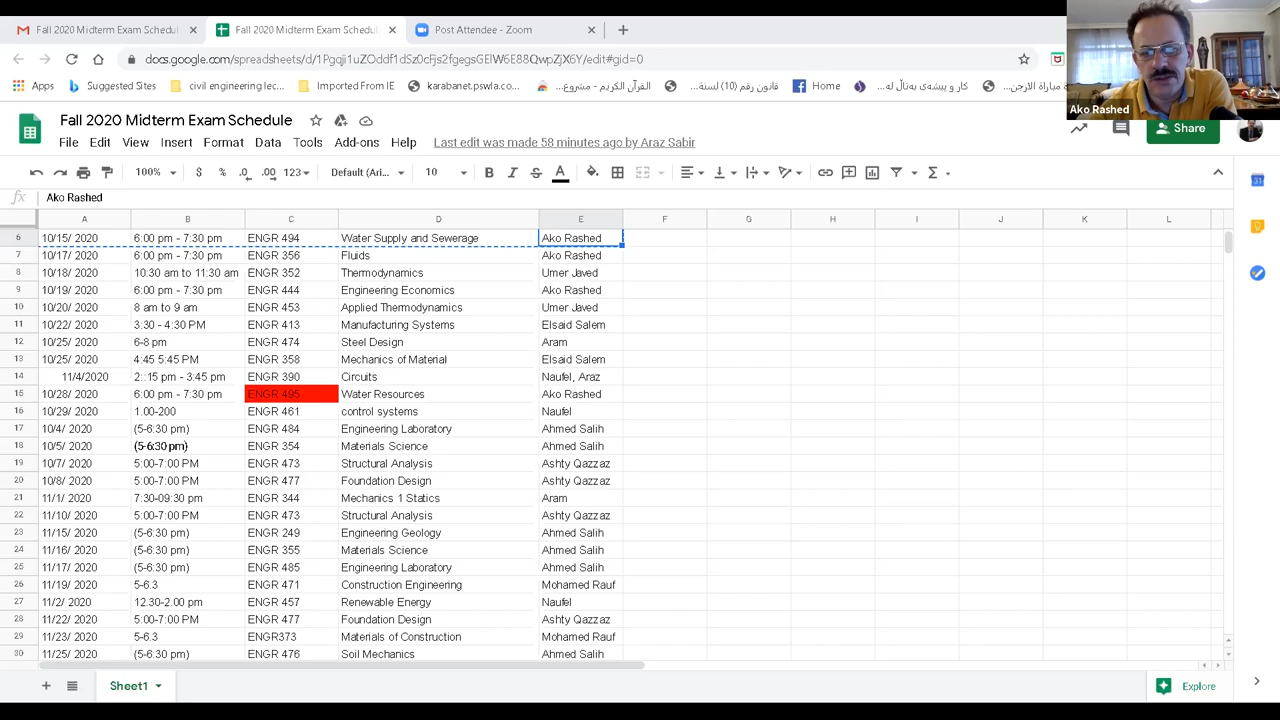 Fall 2020 Midterm Exam Schedul
Fall 2020 Midterm Exam Schedul
Post Attendee - Zoom
Apps
Suggested Sites
civil engineering lec...
Imported From IE
karabanet.pswla.co...
القرآن الكريم - مشروع...
قانون رقم (10) لسنة...
Home
کار و پیشەی بەتاڵ لە...
Ako Rashed
Fall 2020 Midterm Exam Schedule
Share
File Edit View Insert Format Data Tools Add-ons Help Last edit was made 58 minutes ago by Araz Sabir
100% $ % .0 .00 123 Default (Ari... 10 B I S A
fx Ako Rashed
A B C D E F G H I J K L
6 10/15/ 2020 6:00 pm - 7:30 pm ENGR 494 Water Supply and Sewerage Ako Rashed
7 10/17/ 2020 6:00 pm - 7:30 pm ENGR 356 Fluids Ako Rashed
8 10/18/ 2020 10:30 am to 11:30 am ENGR 352 Thermodynamics Umer Javed
9 10/19/ 2020 6:00 pm - 7:30 pm ENGR 444 Engineering Economics Ako Rashed
10 10/20/ 2020 8 am to 9 am ENGR 453 Applied Thermodynamics Umer Javed
11 10/22/ 2020 3:30 - 4:30 PM ENGR 413 Manufacturing Systems Elsaid Salem
12 10/25/ 2020 6-8 pm ENGR 474 Steel Design Aram
13 10/25/ 2020 4:45 5:45 PM ENGR 358 Mechanics of Material Elsaid Salem
14 11/4/2020 2::15 pm - 3:45 pm ENGR 390 Circuits Naufel, Araz
15 10/28/ 2020 6:00 pm - 7:30 pm ENGR 495 Water Resources Ako Rashed
16 10/29/ 2020 1.00-200 ENGR 461 control systems Naufel
17 10/4/ 2020 (5-6:30 pm) ENGR 484 Engineering Laboratory Ahmed Salih
18 10/5/ 2020 (5-6:30 pm) ENGR 354 Materials Science Ahmed Salih
19 10/7/ 2020 5:00-7:00 PM ENGR 473 Structural Analysis Ashty Qazzaz
20 10/8/ 2020 5:00-7:00 PM ENGR 477 Foundation Design Ashty Qazzaz
21 11/1/ 2020 7:30-09:30 pm ENGR 344 Mechanics 1 Statics Aram
22 11/10/ 2020 5:00-7:00 PM ENGR 473 Structural Analysis Ashty Qazzaz
23 11/15/ 2020 (5-6:30 pm) ENGR 249 Engineering Geology Ahmed Salih
24 11/16/ 2020 (5-6:30 pm) ENGR 355 Materials Science Ahmed Salih
25 11/17/ 2020 (5-6:30 pm) ENGR 485 Engineering Laboratory Ahmed Salih
26 11/19/ 2020 5-6.3 ENGR 471 Construction Engineering Mohamed Rauf
27 11/2/ 2020 12.30-2.00 pm ENGR 457 Renewable Energy Naufel
28 11/22/ 2020 5:00-7:00 PM ENGR 477 Foundation Design Ashty Qazzaz
29 11/23/ 2020 5-6.3 ENGR373 Materials of Construction Mohamed Rauf
30 11/25/ 2020 (5-6:30 pm) ENGR 476 Soil Mechanics Ahmed Salih
Sheet1
Explore